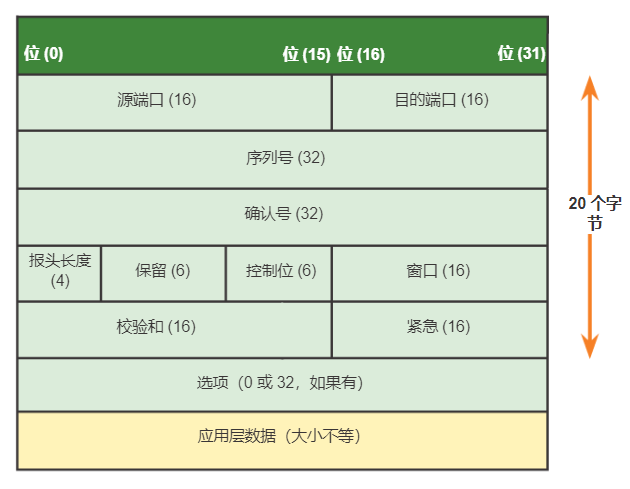 位 (0) 位 (15) 位 (16) 位 (31)
源端口 (16) 目的端口 (16)
序列号 (32)
确认号 (32)
报头长度
(4)
保留 (6) 控制位 (6) 窗口 (16)
校验和 (16) 紧急 (16)
选项（0 或 32，如果有）
应用层数据（大小不等）
20 个字
节